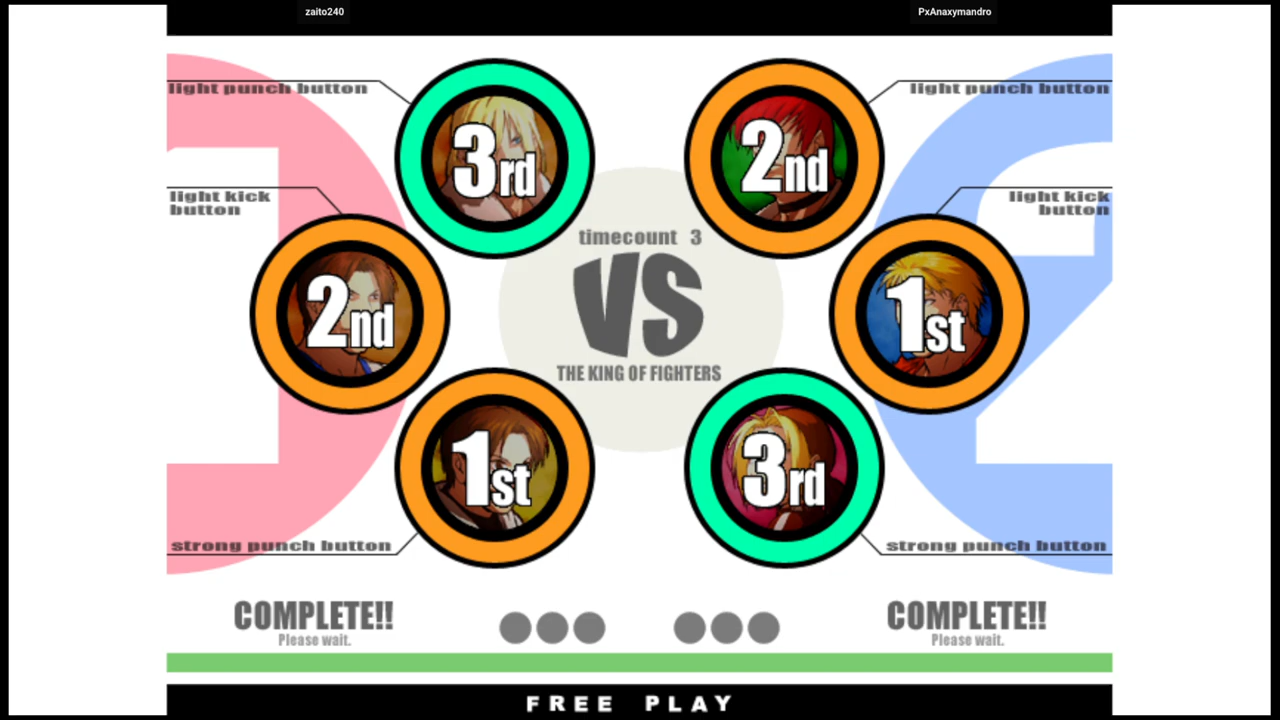 zaito240
PxAnaxymandro
light punch button
light punch button
3rd
2nd
light kick
button
light kick
button
timecount 3
VS
THE KING OF FIGHTERS
2nd
1st
1st
3rd
strong punch button
strong punch button
COMPLETE!!
Please wait.
COMPLETE!!
Please wait.
FREE PLAY